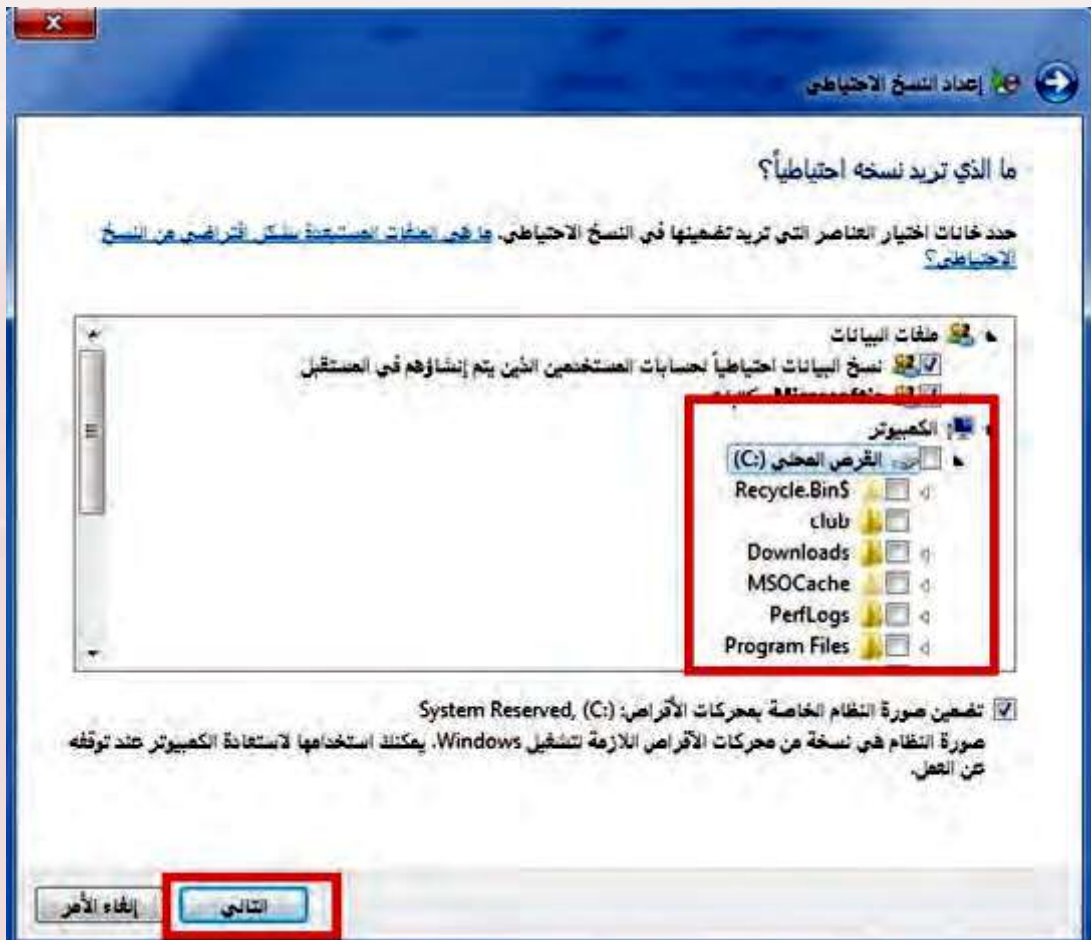 إعداد النسخ الاحتياطي
ما الذي تريد نسخه احتياطياً؟
حدد خانات اختيار العناصر التي تريد تضمينها في النسخ الاحتياطي. ما هي الملفات المستبعدة بشكل افتراضي من النسخ
الاحتياطي؟
ملفات البيانات
نسخ البيانات احتياطياً لحسابات المستخدمين الذين يتم إنشاؤهم في المستقبل
الكمبيوتر
القرص المحلي (C:)
$Recycle.Bin
club
Downloads
MSOCache
PerfLogs
Program Files
تضمين صورة النظام الخاصة بمحركات الأقراص: System Reserved, (C:)
صورة النظام هي نسخة من محركات الأقراص اللازمة لتشغيل Windows. يمكنك استخدامها لاستعادة الكمبيوتر عند توقفه
عن العمل.
التالي
إلغاء الأمر